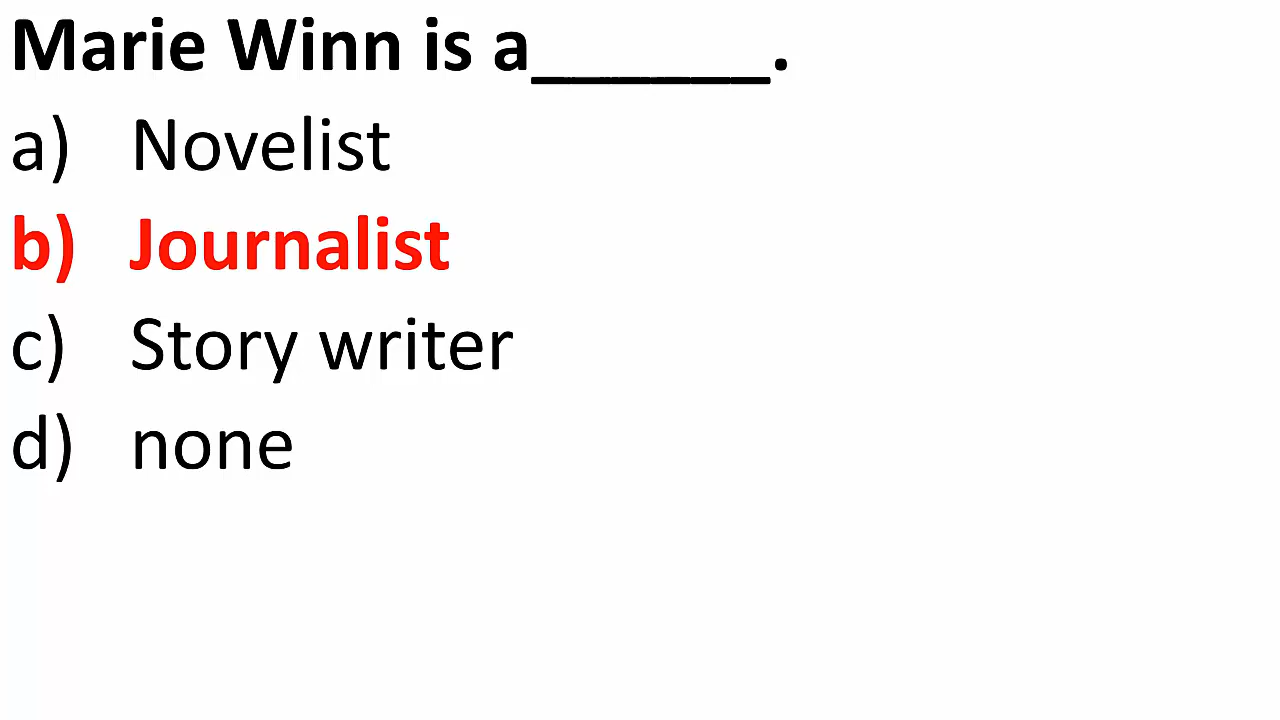 Marie Winn is a______.
a) Novelist
b) Journalist
c) Story writer
d) none